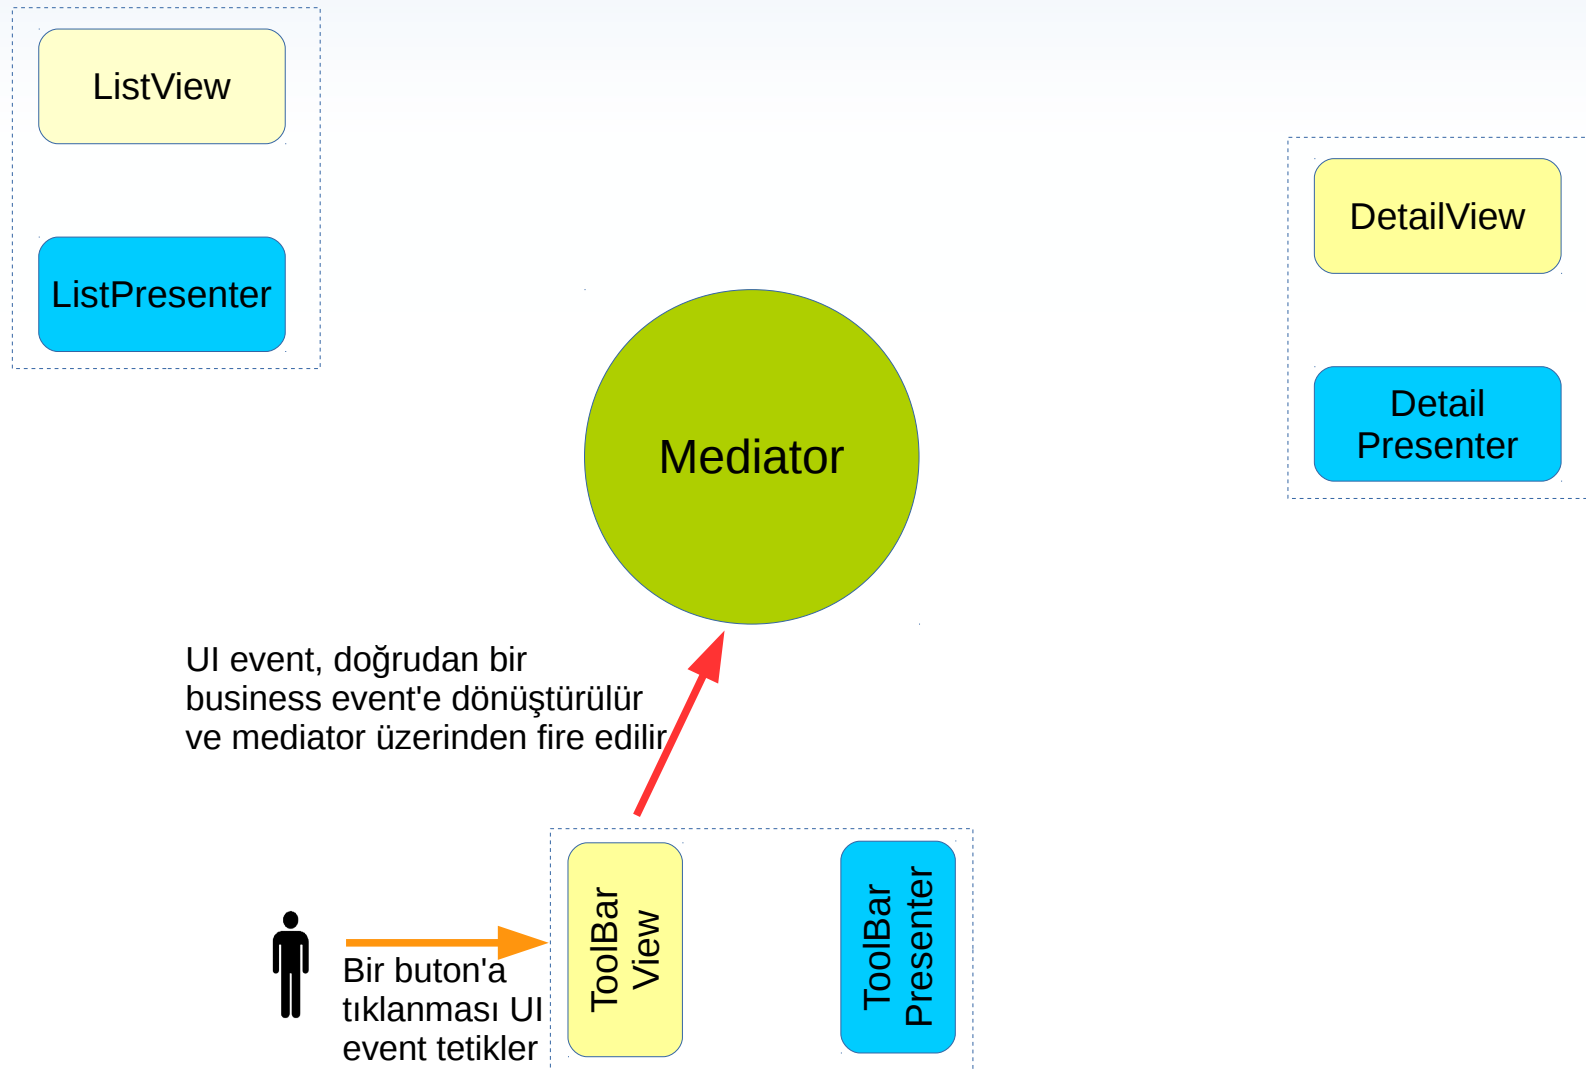 ListView
ListPresenter
DetailView
Detail
Presenter
Mediator
UI event, doğrudan bir
business event'e dönüştürülür
ve mediator üzerinden fire edilir
Bir buton'a
tıklanması UI
event tetikler
ToolBar
View
ToolBar
Presenter